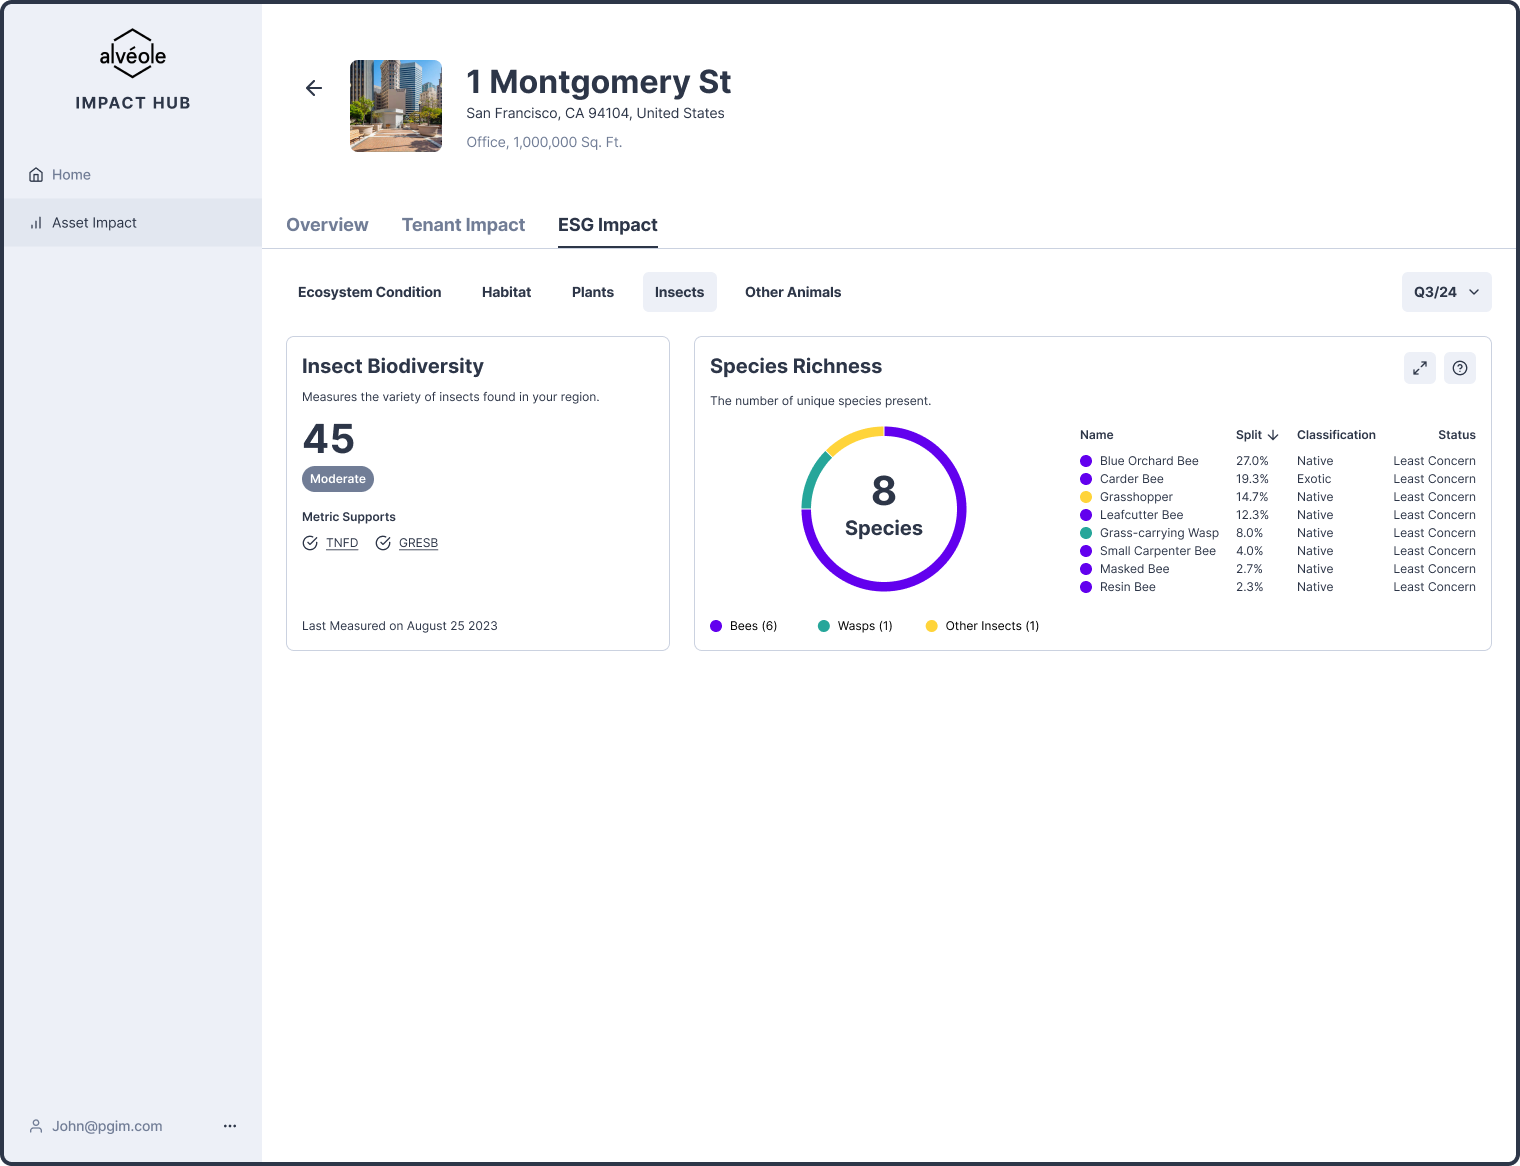 alvéole
IMPACT HUB
Home
Asset Impact
John@pgim.com
1 Montgomery St
San Francisco, CA 94104, United States
Office, 1,000,000 Sq. Ft.
Overview Tenant Impact ESG Impact
Ecosystem Condition Habitat Plants Insects Other Animals Q3/24
Insect Biodiversity
Measures the variety of insects found in your region.
45
Moderate
Metric Supports
TNFD GRESB
Last Measured on August 25 2023
Species Richness
The number of unique species present.
8
Species
Bees (6) Wasps (1) Other Insects (1)
Name Split Classification Status
Blue Orchard Bee 27.0% Native Least Concern
Carder Bee 19.3% Exotic Least Concern
Grasshopper 14.7% Native Least Concern
Leafcutter Bee 12.3% Native Least Concern
Grass-carrying Wasp 8.0% Native Least Concern
Small Carpenter Bee 4.0% Native Least Concern
Masked Bee 2.7% Native Least Concern
Resin Bee 2.3% Native Least Concern